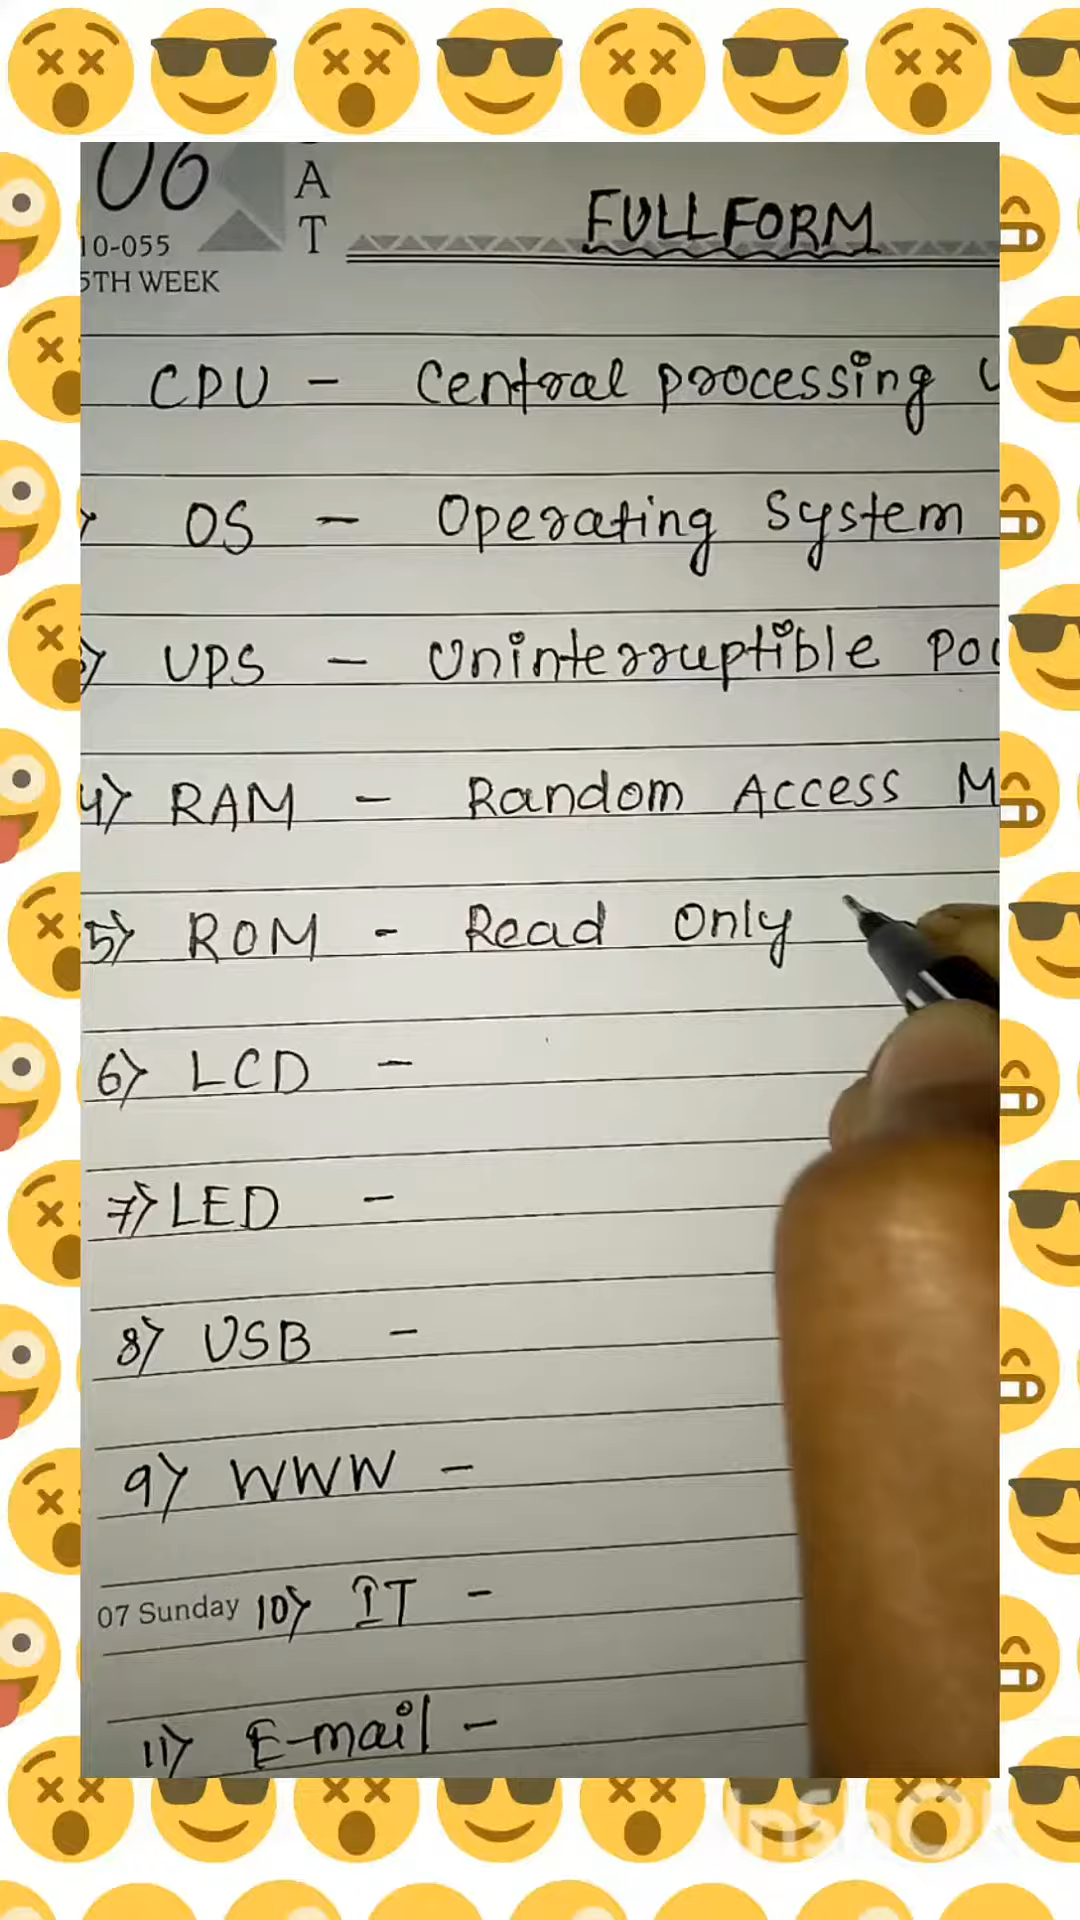 06
A
T
10-055
5TH WEEK
FULLFORM
CPU - Central processing
OS - Operating System
UPS - Uninterruptible
4) RAM - Random Access M
5) ROM - Read Only
6) LCD -
7) LED -
8) USB -
9) WWW -
07 Sunday 10) IT -
11) E-mail -
InShOt